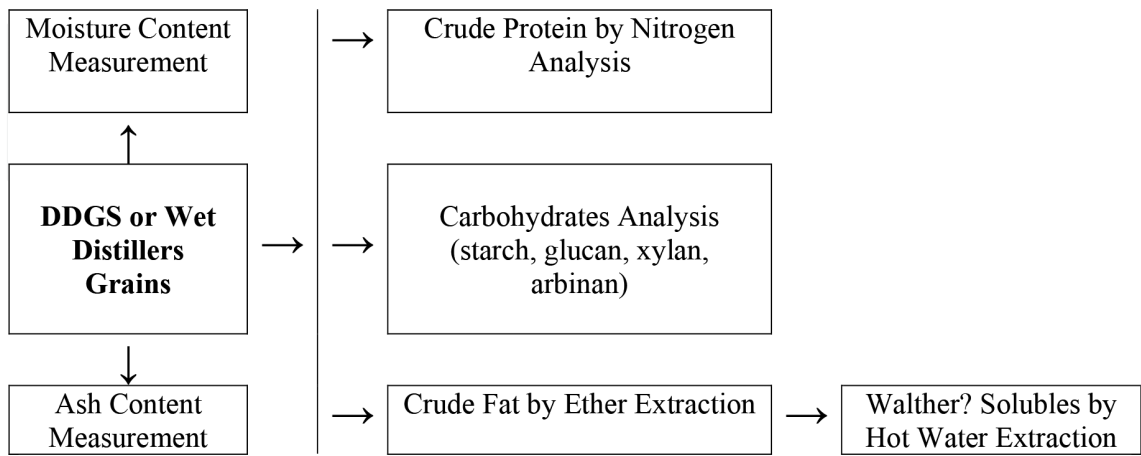 Moisture Content
Measurement
Crude Protein by Nitrogen
Analysis
DDGS or Wet
Distillers
Grains
Carbohydrates Analysis
(starch, glucan, xylan,
arbinan)
Ash Content
Measurement
Crude Fat by Ether Extraction
Walther? Solubles by
Hot Water Extraction